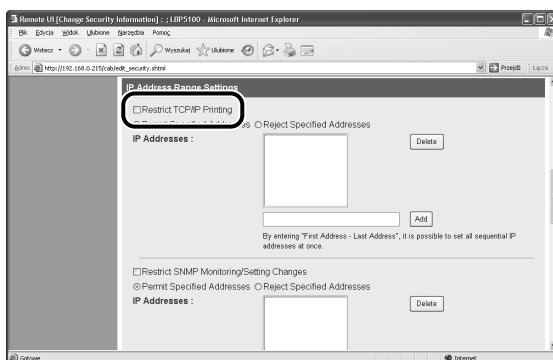 Remote UI [Change Security Information] : ; LBP5100 - Microsoft Internet Explorer
Plik Edycja Widok Ulubione Narzędzia Pomoc
Wstecz Wyszukaj Ulubione
Adres http://192.168.0.215/cab/edit_security.shtml Przejdź Łącza
IP Address Range Settings
Restrict TCP/IP Printing
Permit Specified Addresses Reject Specified Addresses
IP Addresses :
Delete
Add
By entering "First Address - Last Address", it is possible to set all sequential IP
addresses at once.
Restrict SNMP Monitoring/Setting Changes
Permit Specified Addresses Reject Specified Addresses
IP Addresses :
Delete
Gotowe Internet